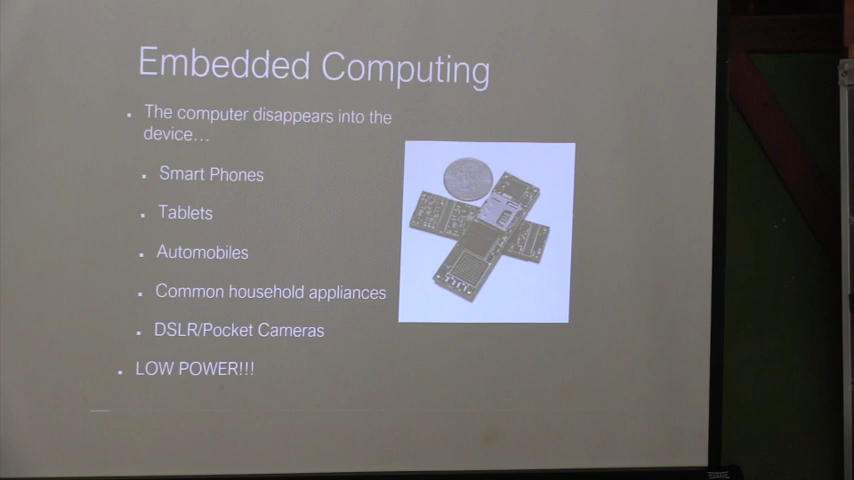 Embedded Computing
The computer disappears into the
device...
Smart Phones
Tablets
Automobiles
Common household appliances
DSLR/Pocket Cameras
LOW POWER!!!